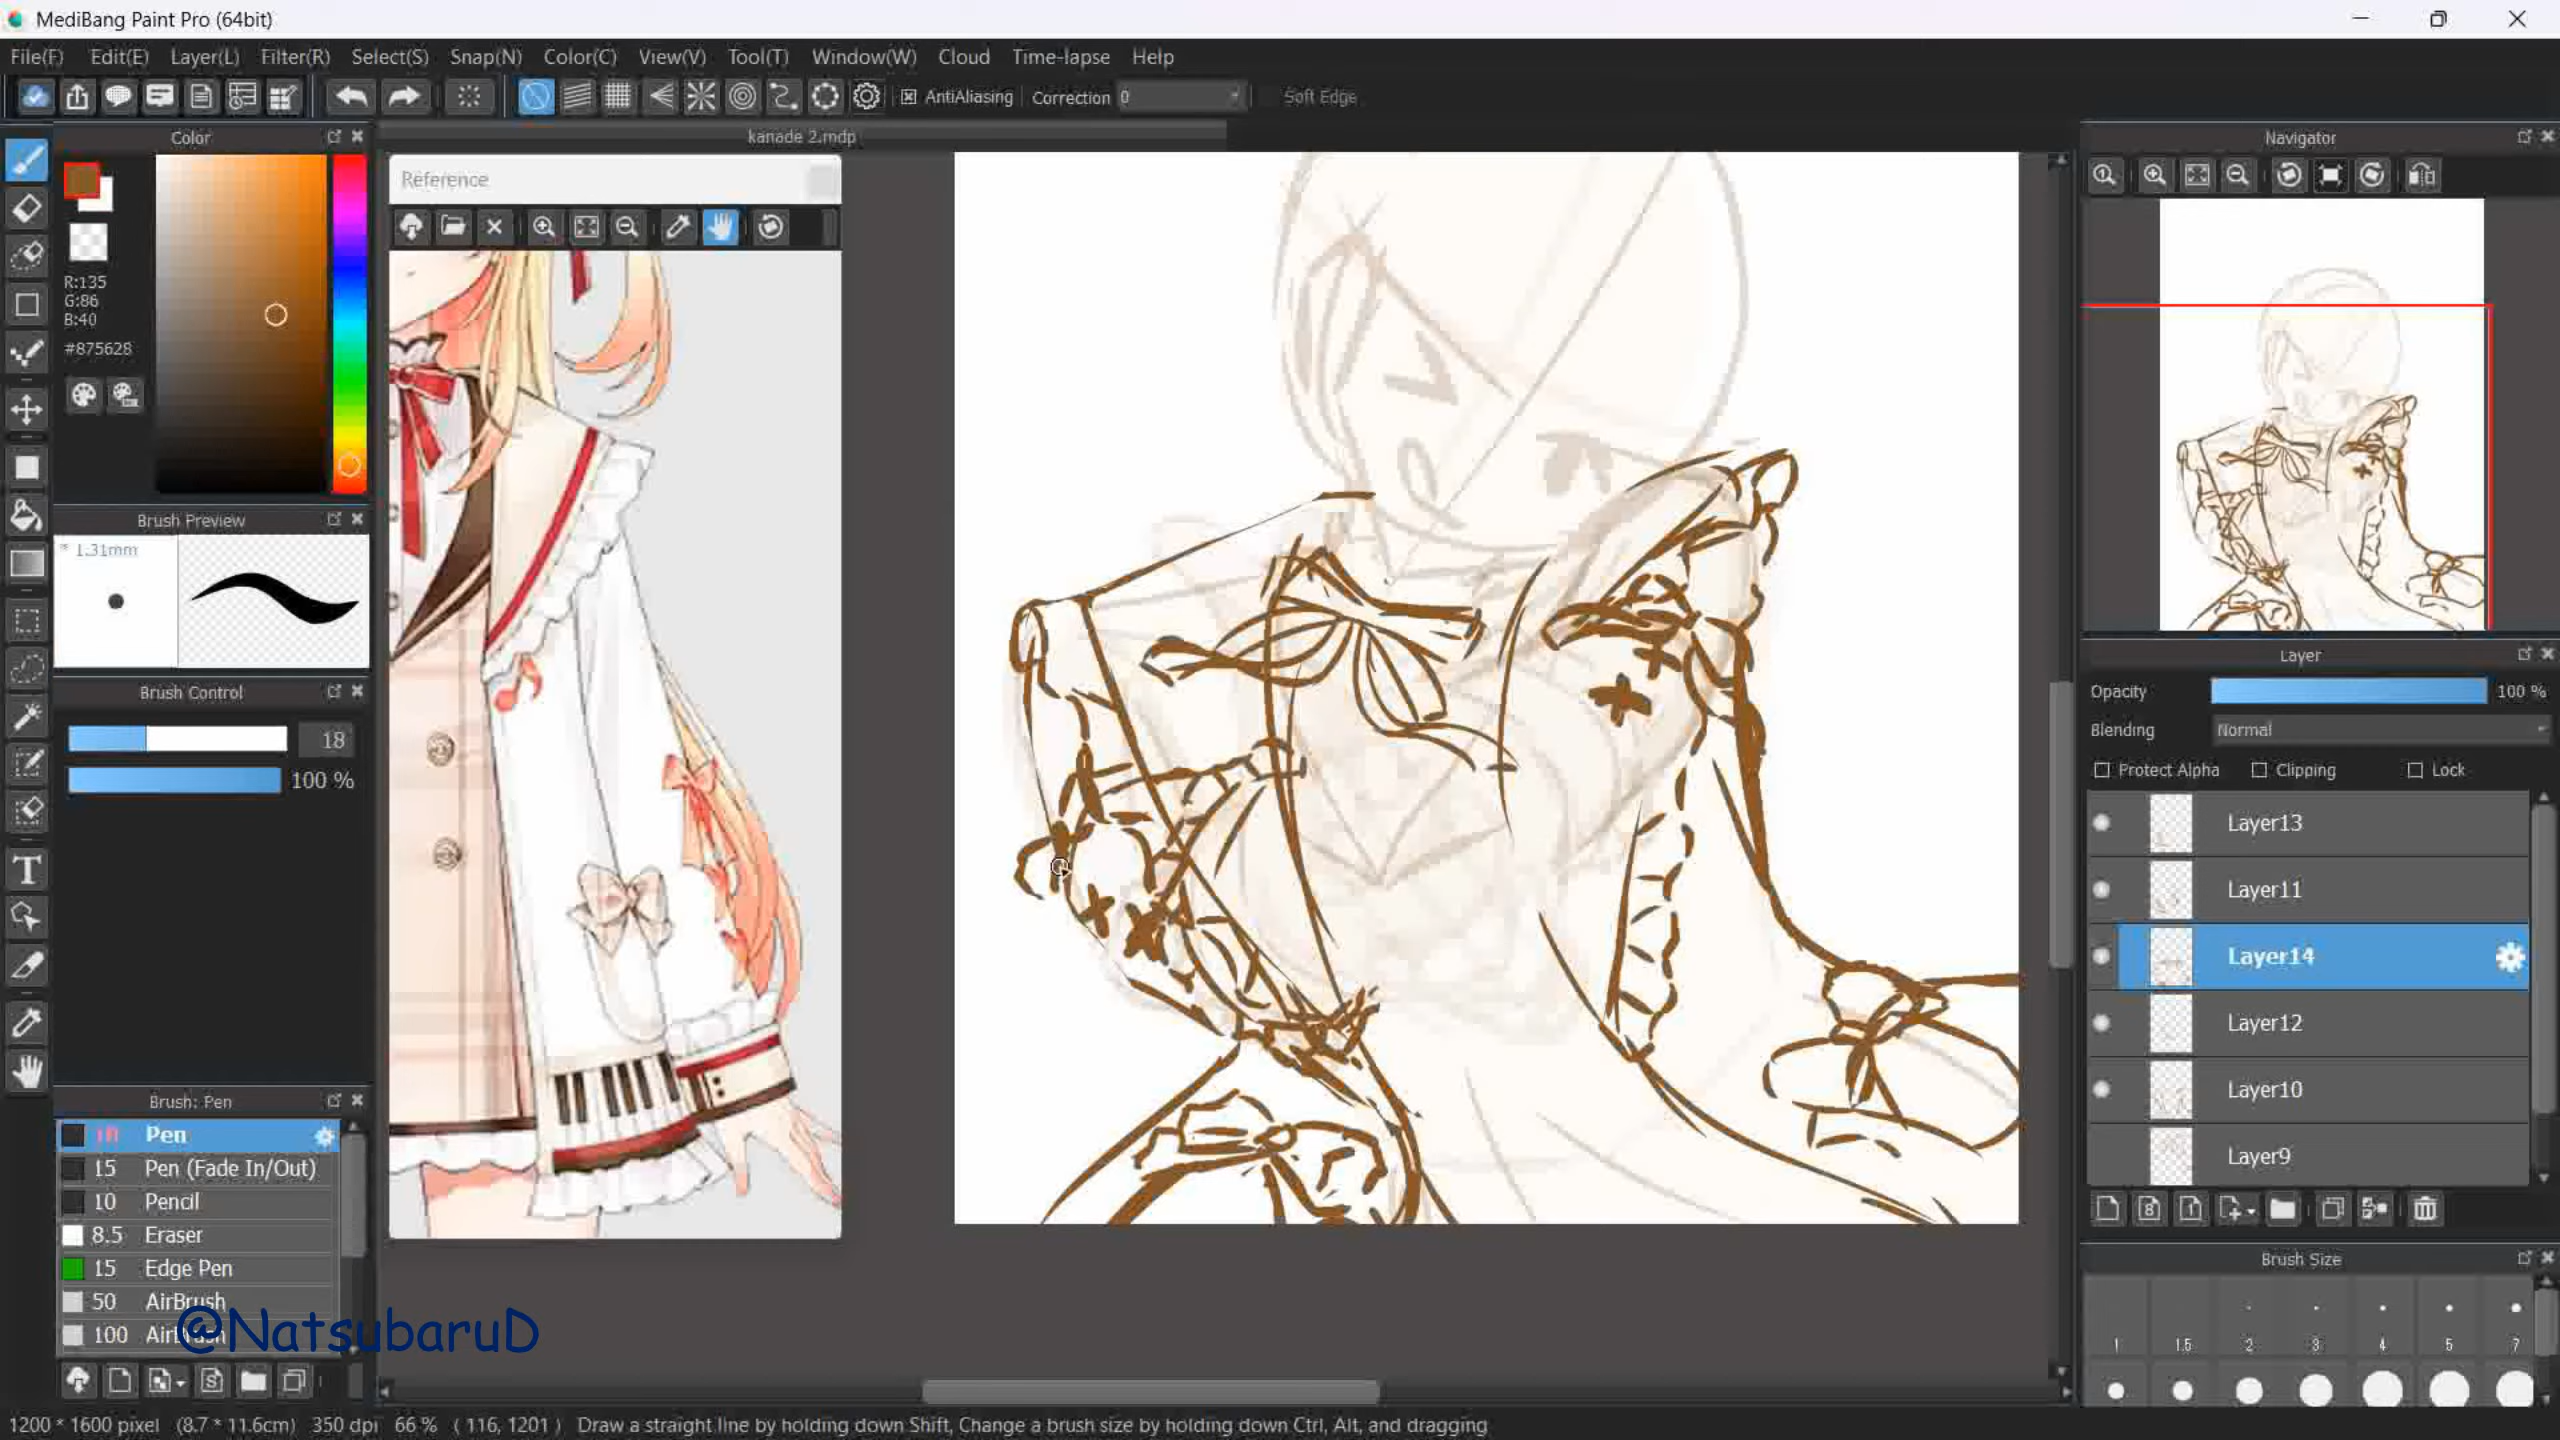 MediBang Paint Pro (64bit)
File(F) Edit(E) Layer(L) Filter(R) Select(S) Snap(N) Color(C) View(V) Tool(T) Window(W) Cloud Time-lapse Help
AntiAliasing Correction 0 Soft Edge
Color
kanade 2.mdp
Navigator
Reference
R:135
G:86
B:40
#875628
Brush Preview
* 1.31mm
Brush Control
18
100 %
Layer
Opacity 100 %
Blending Normal
Protect Alpha Clipping Lock
Layer13
Layer11
Layer14
Layer12
Layer10
Layer9
Brush: Pen
18 Pen
15 Pen (Fade In/Out)
10 Pencil
8.5 Eraser
15 Edge Pen
50 AirBrush
100 AirBrush
@NatsubaruD
Brush Size
1 1.5 2 3 4 5 7
1200 * 1600 pixel (8.7 * 11.6cm) 350 dpi 66 % ( 116, 1201 ) Draw a straight line by holding down Shift, Change a brush size by holding down Ctrl, Alt, and dragging